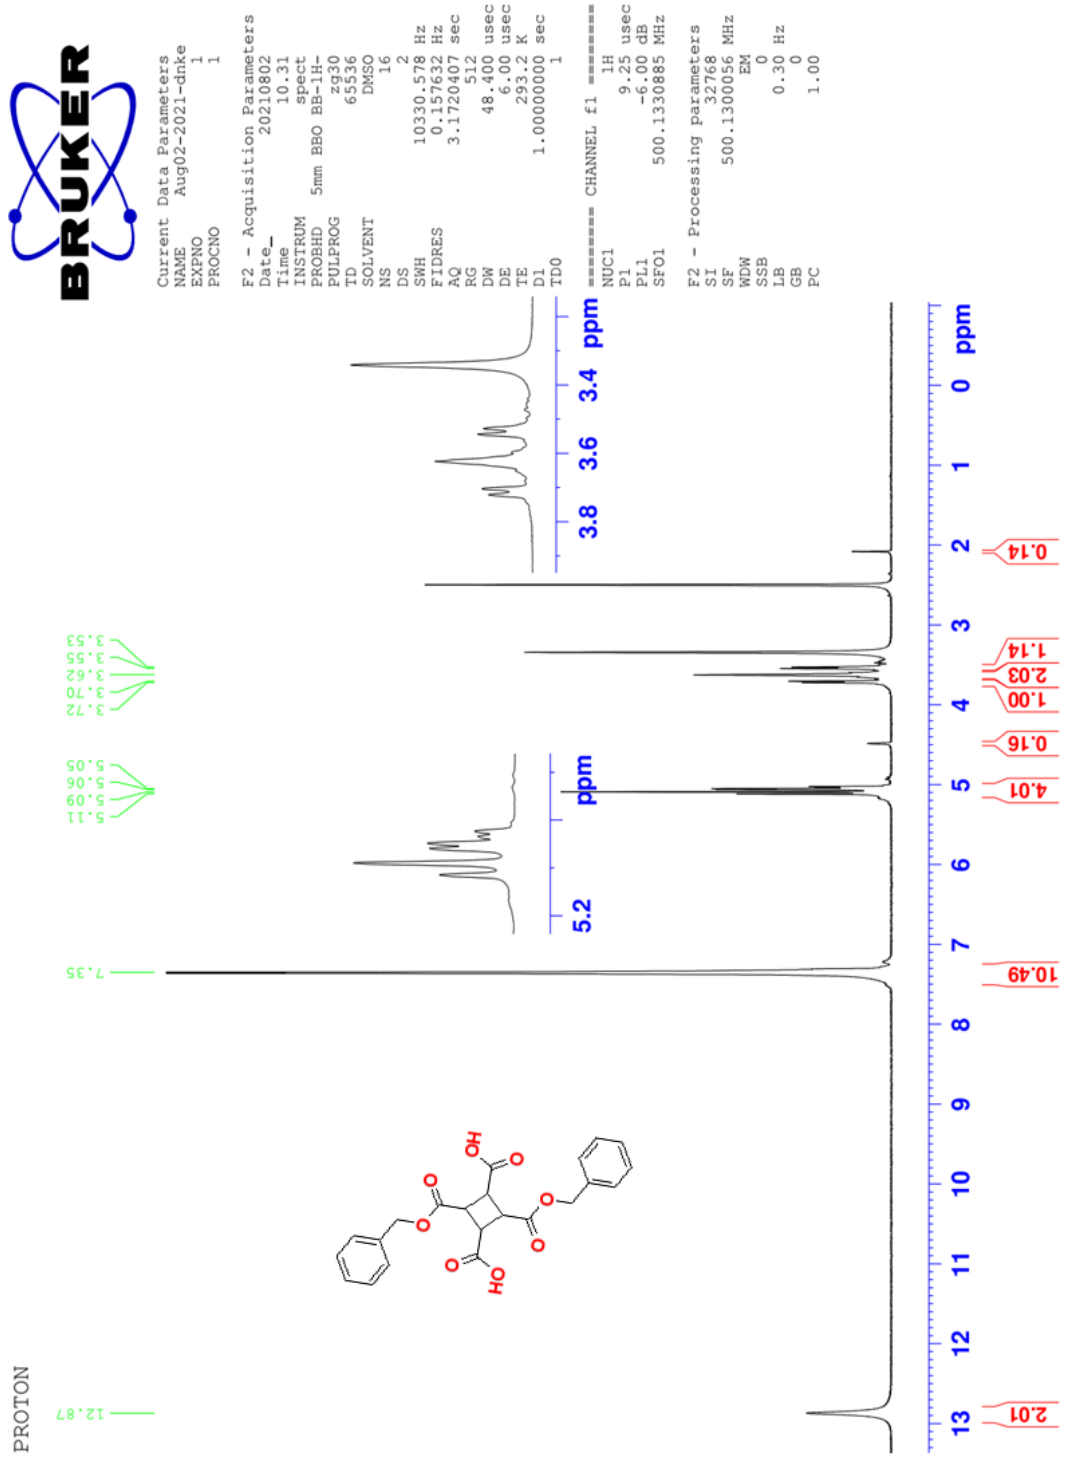 PROTON
BRUKER
Current Data Parameters
NAME Aug02-2021-dnke
EXPNO 1
PROCNO 1
F2 - Acquisition Parameters
Date_ 20210802
Time 10.31
INSTRUM spect
PROBHD 5mm BBO BB-1H-
PULPROG zg30
TD 65536
SOLVENT DMSO
NS 16
DS 2
SWH 10330.578 Hz
FIDRES 0.157632 Hz
AQ 3.1720407 sec
RG 512
DW 48.400 usec
DE 6.00 usec
TE 293.2 K
D1 1.00000000 sec
TD0 1
======== CHANNEL f1 ========
NUC1 1H
P1 9.25 usec
PL1 -6.00 dB
SFO1 500.1330885 MHz
F2 - Processing parameters
SI 32768
SF 500.1300056 MHz
WDW EM
SSB 0
LB 0.30 Hz
GB 0
PC 1.00
12.87
7.35
5.11
5.09
5.06
5.05
3.72
3.70
3.62
3.55
3.53
5.2 ppm
3.8 3.6 3.4 ppm
O
O
OH
O
O
HO
O
O
13 12 11 10 9 8 7 6 5 4 3 2 1 0 ppm
2.01
10.49
4.01
0.16
1.00
2.03
1.14
0.14